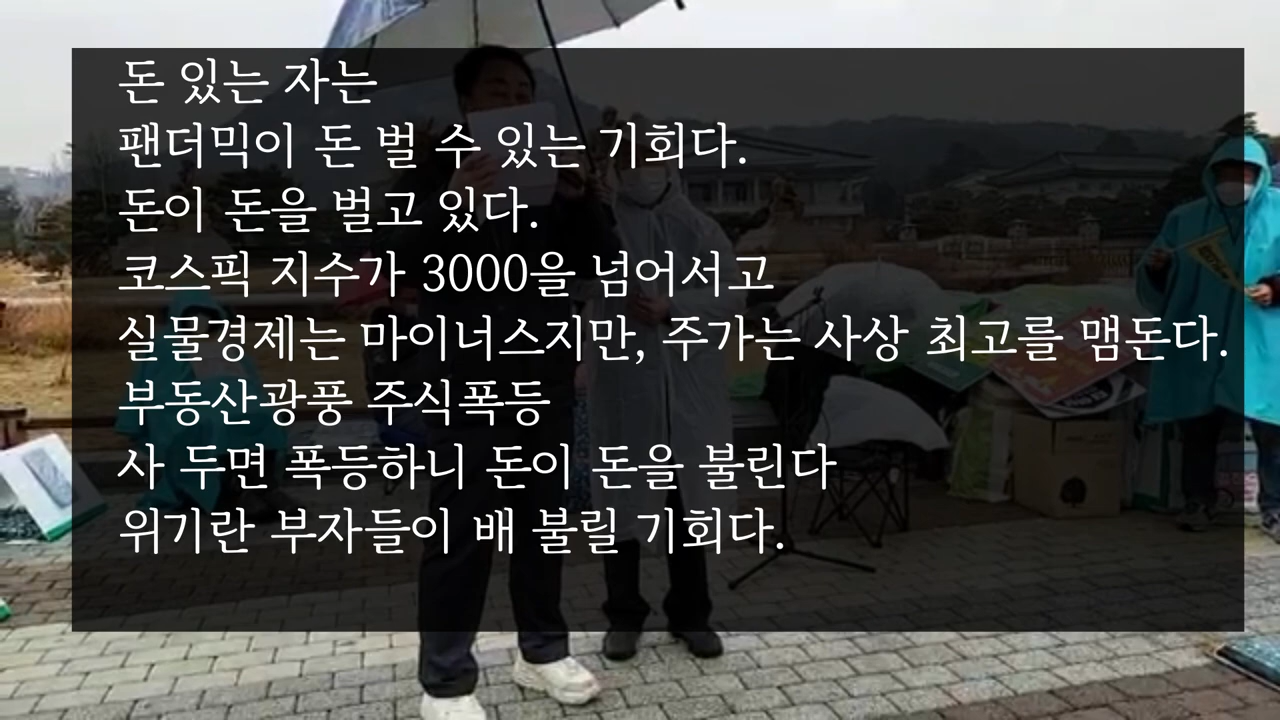 돈 있는 자는
팬더믹이 돈 벌 수 있는 기회다.
돈이 돈을 벌고 있다.
코스픽 지수가 3000을 넘어서고
실물경제는 마이너스지만, 주가는 사상 최고를 맴돈다.
부동산광풍 주식폭등
사 두면 폭등하니 돈이 돈을 불린다
위기란 부자들이 배 불릴 기회다.